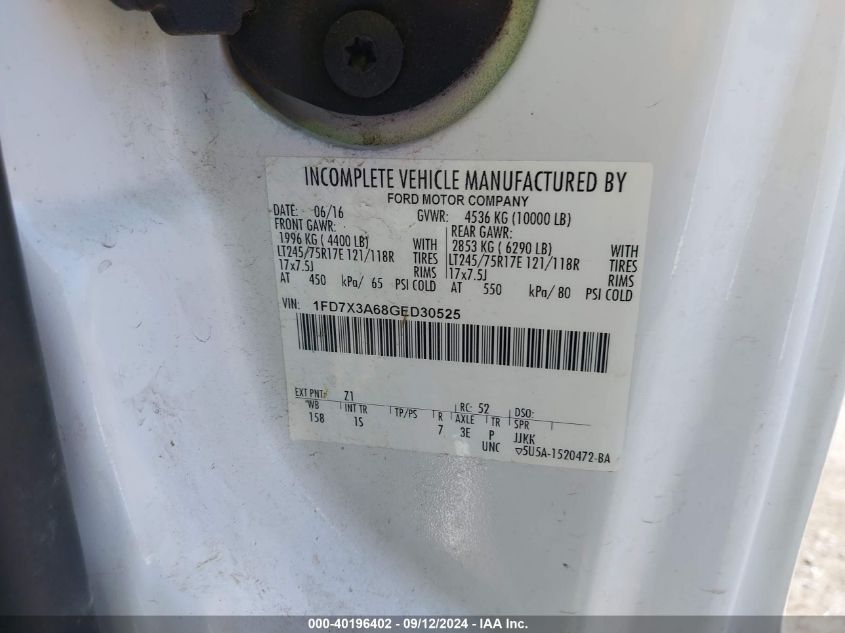 INCOMPLETE VEHICLE MANUFACTURED BY
FORD MOTOR COMPANY
DATE: 06/16 GVWR: 4536 KG (10000 LB)
FRONT GAWR: REAR GAWR:
1996 KG ( 4400 LB) WITH 2853 KG ( 6290 LB) WITH
LT245/75R17E 121/118R TIRES LT245/75R17E 121/118R TIRES
17x7.5J RIMS 17x7.5J RIMS
AT 450 kPa/ 65 PSI COLD AT 550 kPa/ 80 PSI COLD
VIN: 1FD7X3A68GED30525
EXT PNT: Z1 RC: 52 DSO:
WB INT TR TP/PS R AXLE TR SPR
158 1S 7 3E P JJKK
UNC ▽5U5A-1520472-BA
000-40196402 - 09/12/2024 - © IAA, Inc.